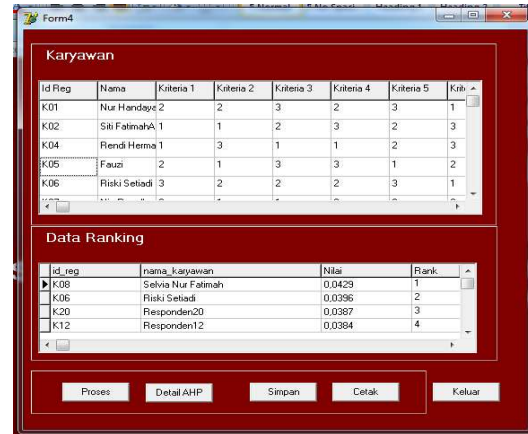 Form4
Karyawan
Id Reg Nama Kriteria 1 Kriteria 2 Kriteria 3 Kriteria 4 Kriteria 5 Krite
K01 Nur Handaya 2 2 3 2 3 1
K02 Siti FatimahA 1 1 2 3 2 3
K04 Rendi Herma 1 3 1 1 2 3
K05 Fauzi 2 1 3 3 1 2
K06 Riski Setiadi 3 2 2 2 3 1
Data Ranking
id_reg nama_karyawan Nilai Rank
K08 Selvia Nur Fatimah 0,0429 1
K06 Riski Setiadi 0,0396 2
K20 Responden20 0,0387 3
K12 Responden12 0,0384 4
Proses Detail AHP Simpan Cetak Keluar